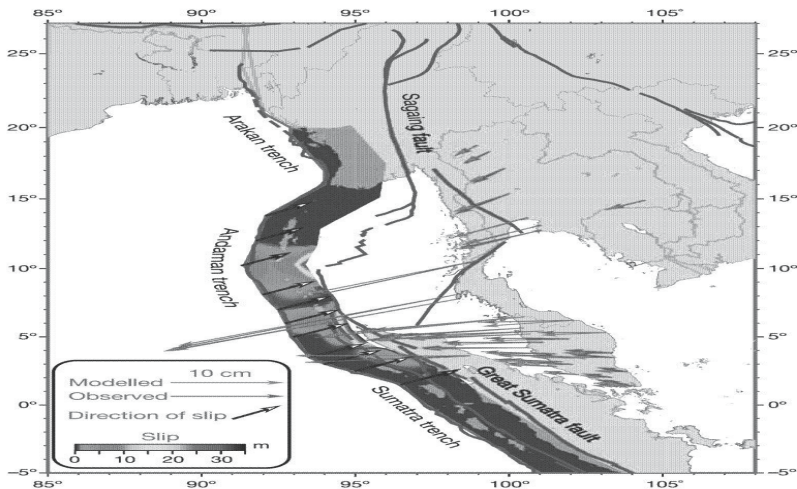 85° 90° 95° 100° 105°
25° 25°
20° 20°
15° 15°
10° 10°
5° 5°
0° 0°
−5° −5°
85° 90° 95° 100° 105°
Arakan trench
Sagaing fault
Andaman trench
Great Sumatra fault
Sumatra trench
10 cm
Modelled
Observed
Direction of slip
Slip
m
0 10 20 30